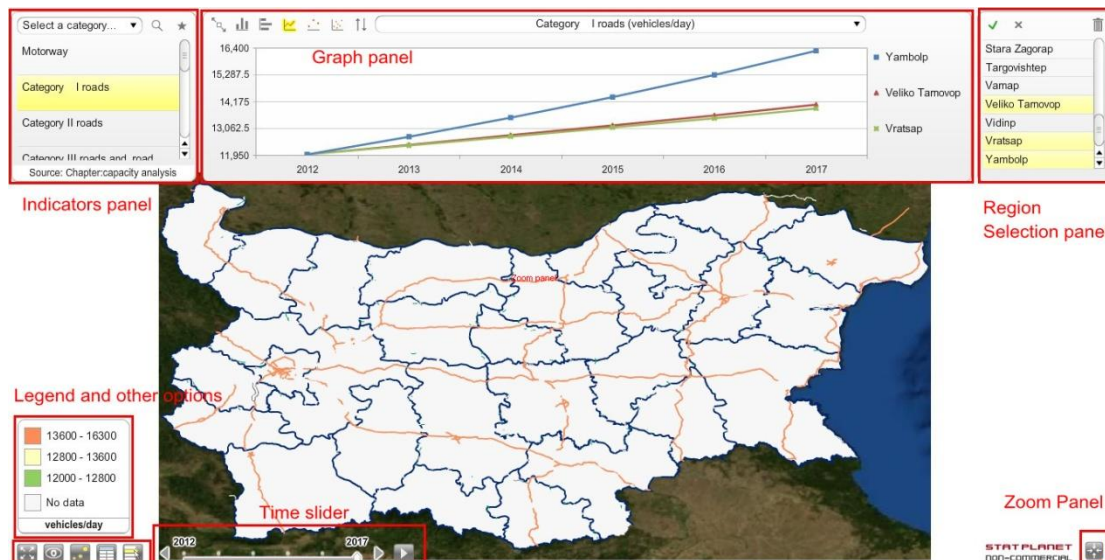 Select a category...
Motorway
Category I roads
Category II roads
Category III roads and road
Source: Chapter:capacity analysis
Indicators panel
Category I roads (vehicles/day)
Graph panel
16,400
15,287.5
14,175
13,062.5
11,950
2012
2013
2014
2015
2016
2017
Yambolp
Veliko Tarnovop
Vratsap
Stara Zagorap
Targovishtep
Varnap
Veliko Tarnovop
Vidinp
Vratsap
Yambolp
Region
Selection pane
Zoom panel
Legend and other options
13600 - 16300
12800 - 13600
12000 - 12800
No data
vehicles/day
Time slider
2012
2017
Zoom Panel
STATPLANET
NON-COMMERCIAL